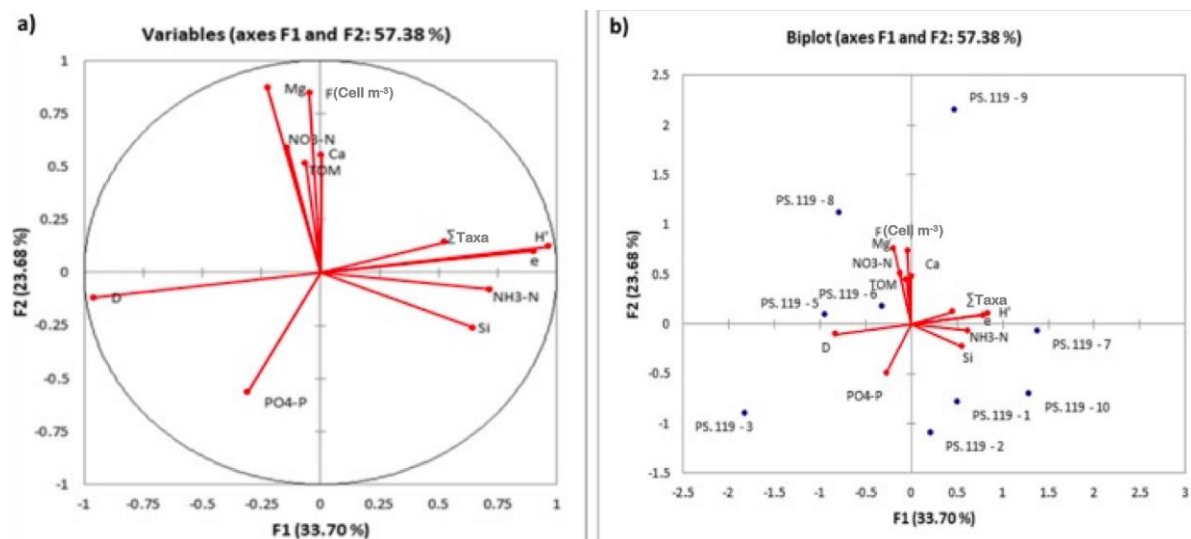 a)
Variables (axes F1 and F2: 57.38 %)
1
0.75
0.5
0.25
0
-0.25
-0.5
-0.75
-1
F2 (23.68 %)
Mg
F(Cell m-³)
NO3-N
Ca
TOM
∑Taxa
H'
e
NH3-N
D
Si
PO4-P
-1
-0.75
-0.5
-0.25
0
0.25
0.5
0.75
1
F1 (33.70 %)
b)
Biplot (axes F1 and F2: 57.38 %)
2.5
2
1.5
1
0.5
0
-0.5
-1
-1.5
F2 (23.68 %)
PS. 119 - 9
PS. 119 - 8
F(Cell m-³)
Mg
NO3-N
Ca
TOM
PS. 119 - 5
PS. 119 - 6
∑Taxa
H'
e
D
NH3-N
PS. 119 - 7
Si
PO4-P
PS. 119 - 3
PS. 119 - 10
PS. 119 - 1
PS. 119 - 2
-2.5
-2
-1.5
-1
-0.5
0
0.5
1
1.5
2
2.5
3
F1 (33.70 %)